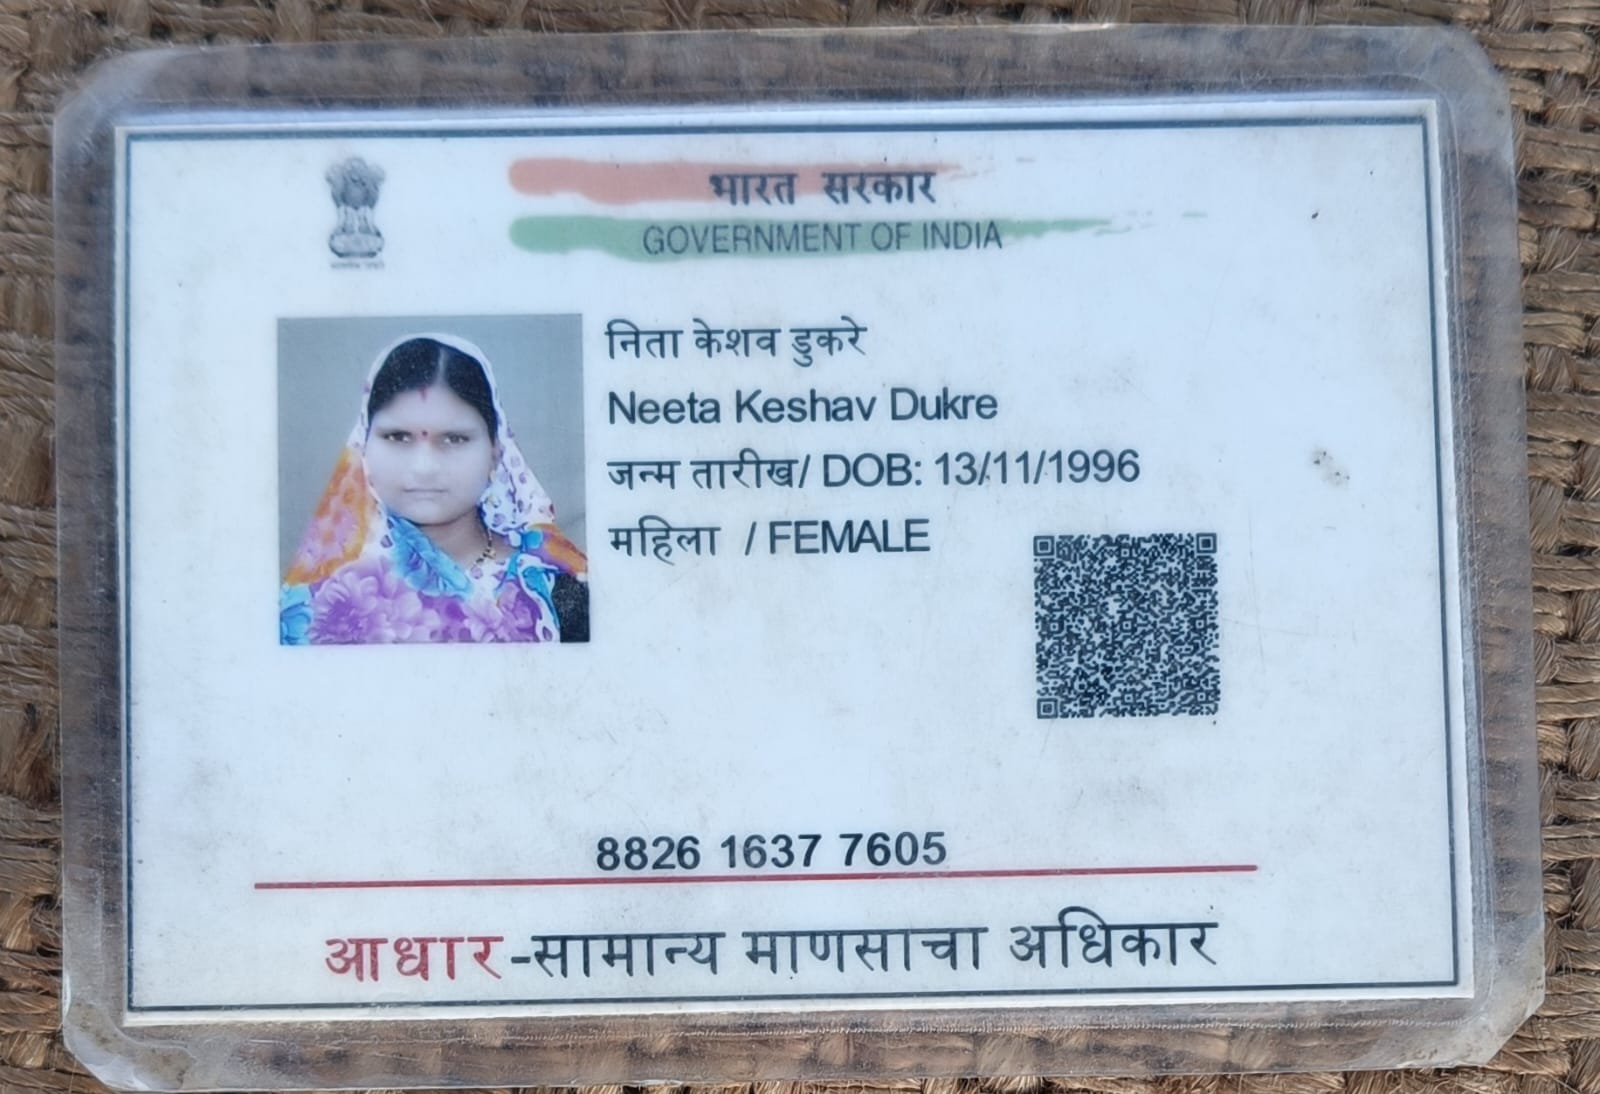 भारत सरकार
GOVERNMENT OF INDIA
निता केशव डुकरे
Neeta Keshav Dukre
जन्म तारीख/ DOB: 13/11/1996
महिला / FEMALE
8826 1637 7605
आधार-सामान्य माणसाचा अधिकार